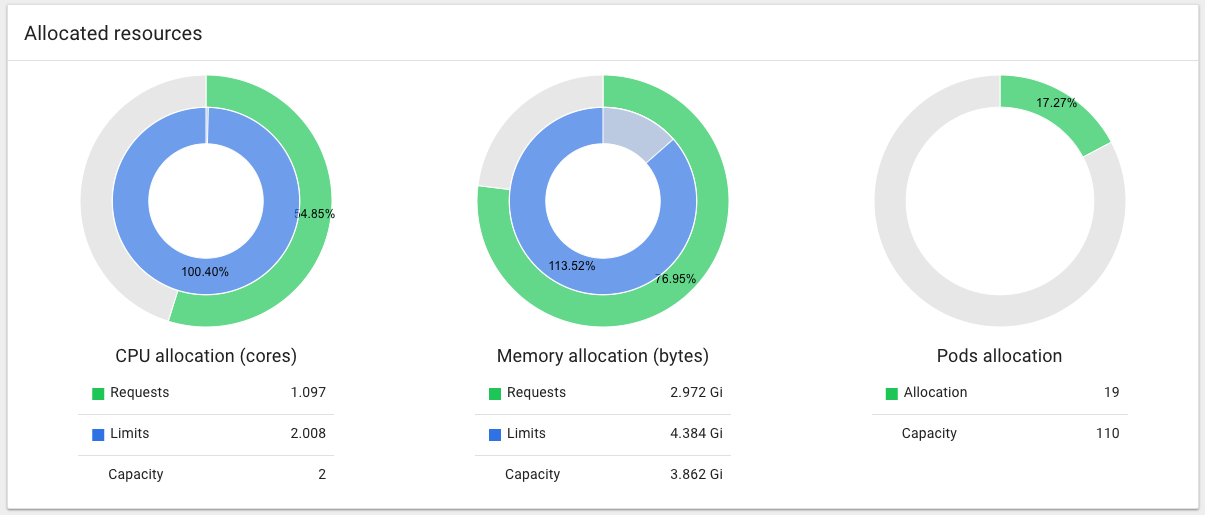 Allocated resources
54.85%
100.40%
CPU allocation (cores)
Requests 1.097
Limits 2.008
Capacity 2
113.52%
76.95%
Memory allocation (bytes)
Requests 2.972 Gi
Limits 4.384 Gi
Capacity 3.862 Gi
17.27%
Pods allocation
Allocation 19
Capacity 110